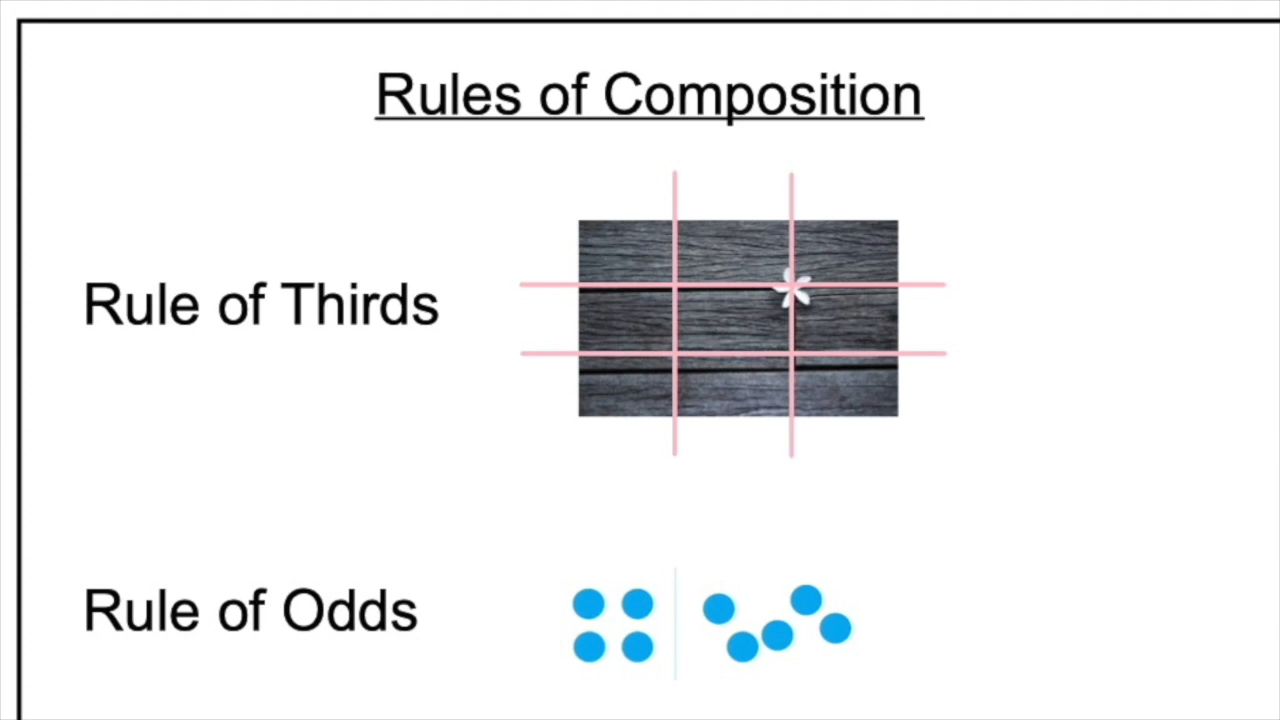 Rules of Composition
Rule of Thirds
Rule of Odds